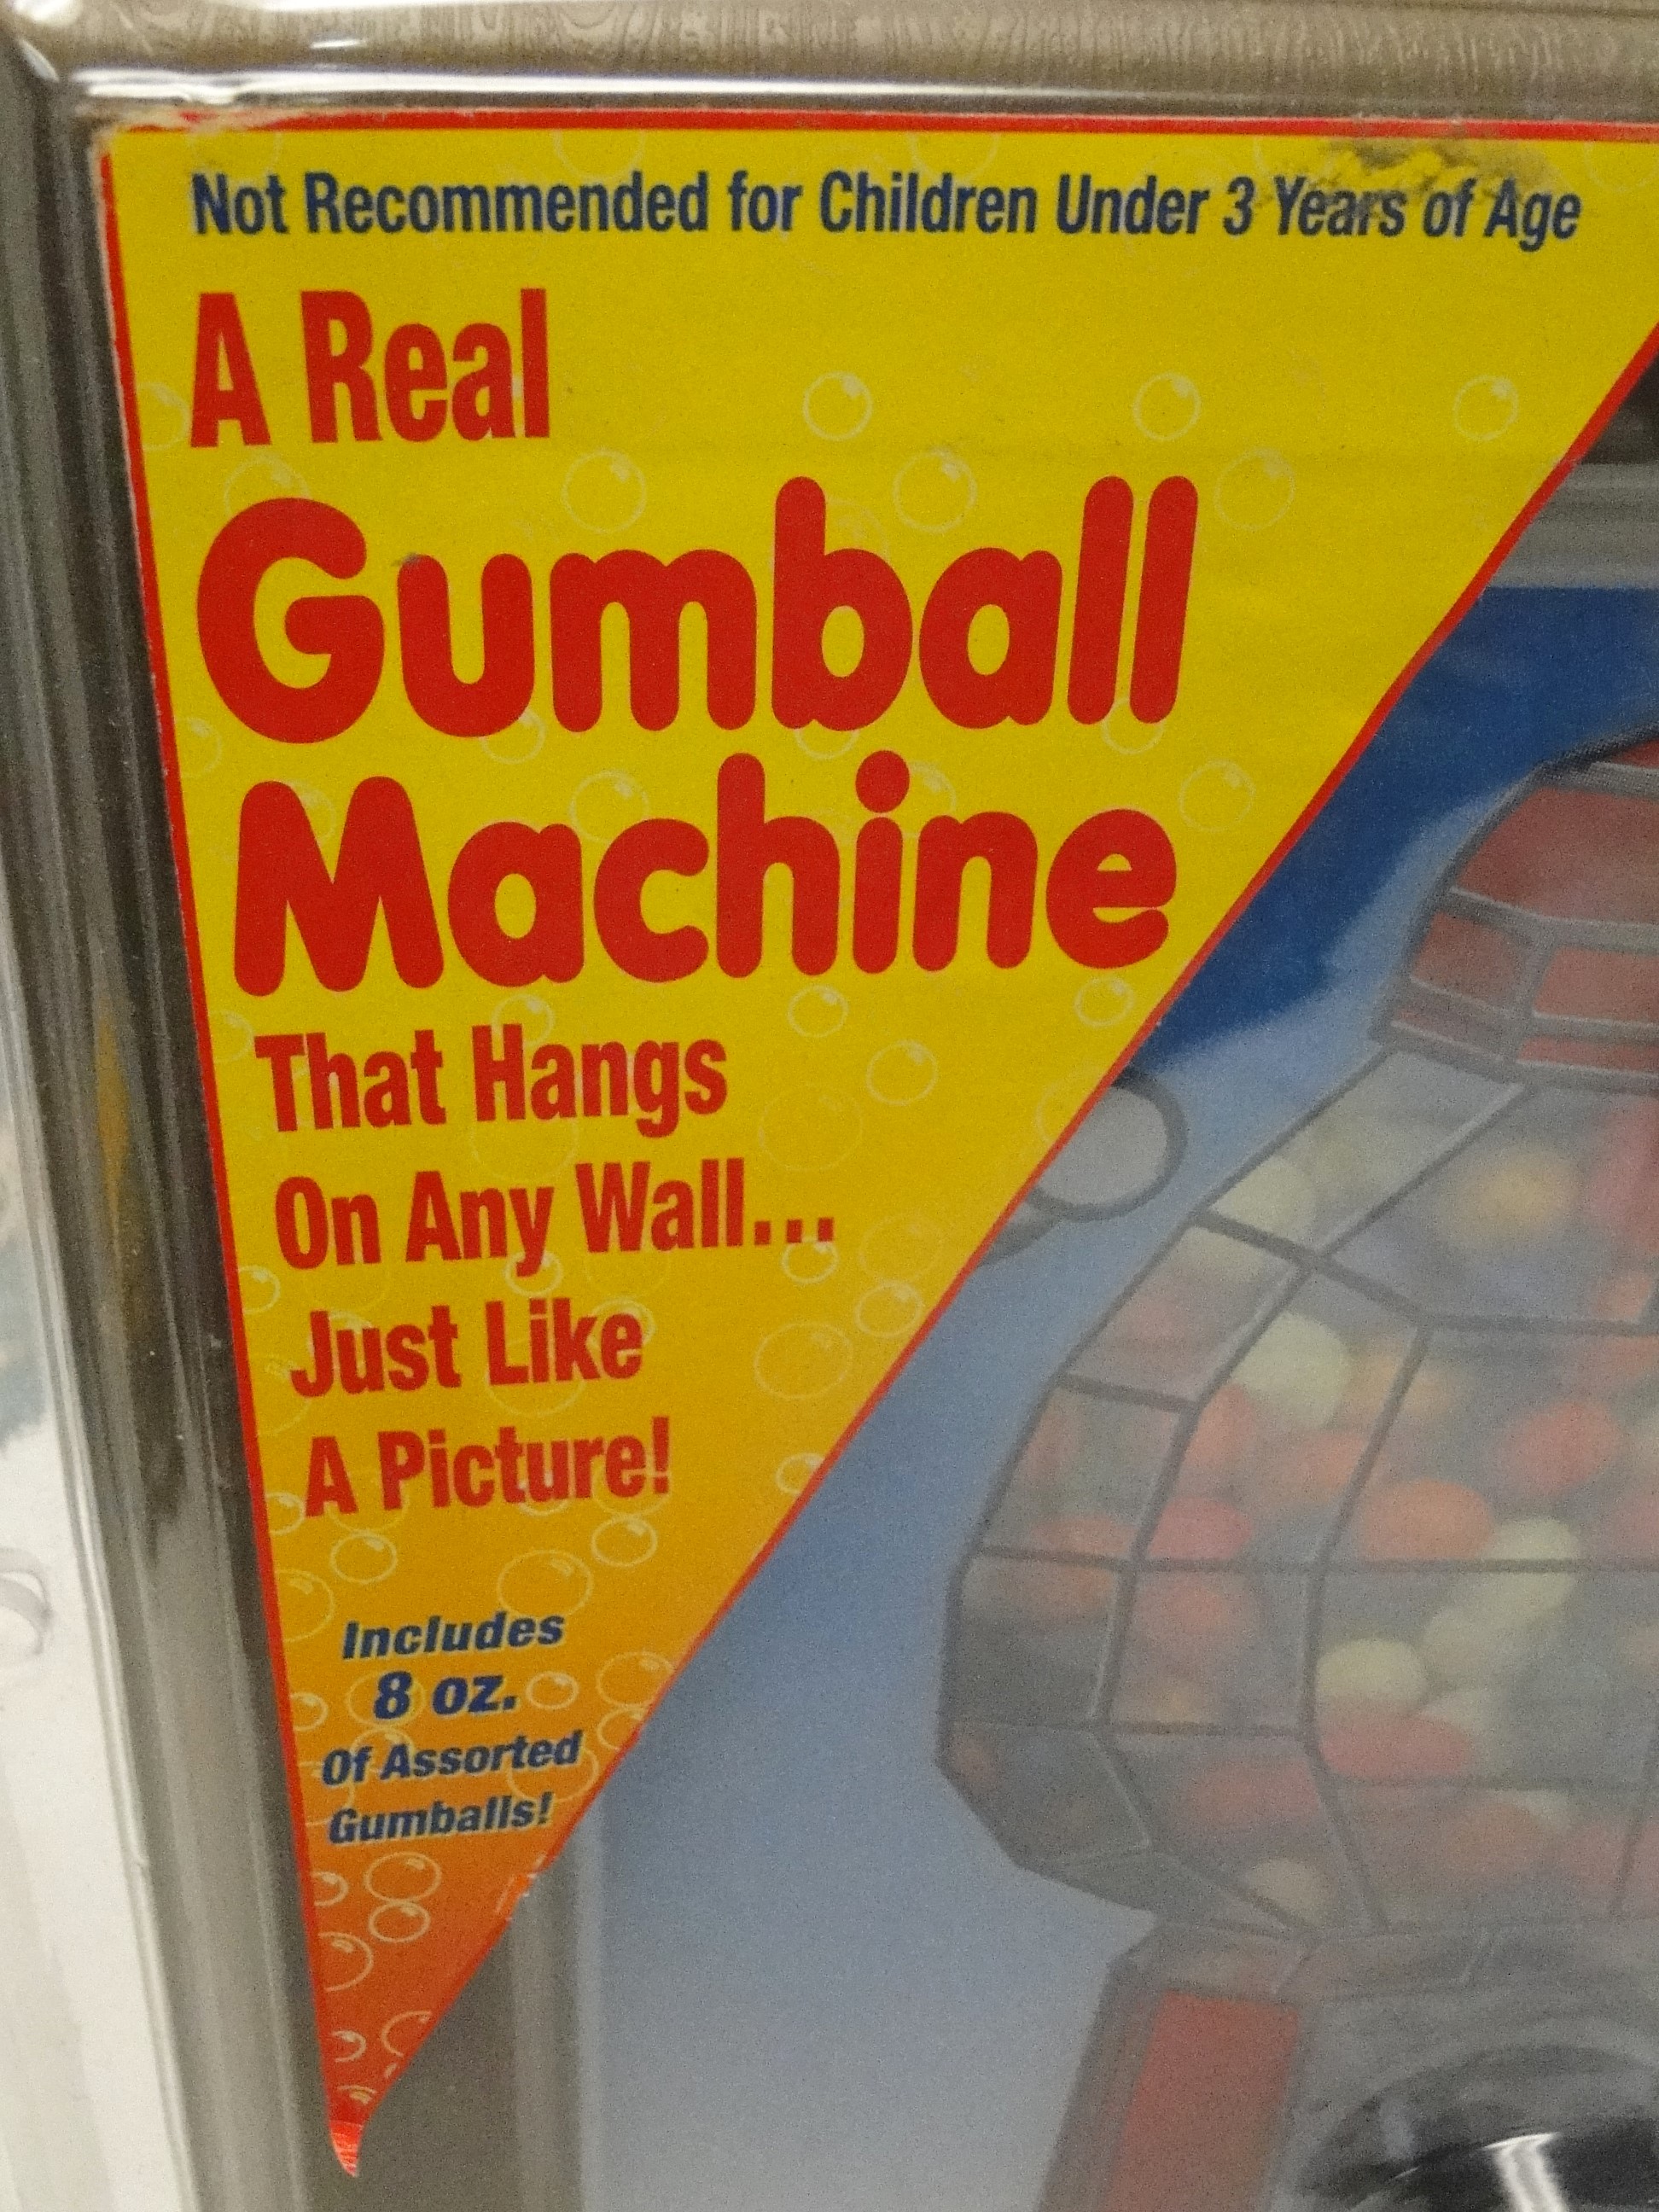 Not Recommended for Children Under 3 Years of Age
A Real
Gumball
Machine
That Hangs
On Any Wall...
Just Like
A Picture!
Includes
8 oz.
Of Assorted
Gumballs!